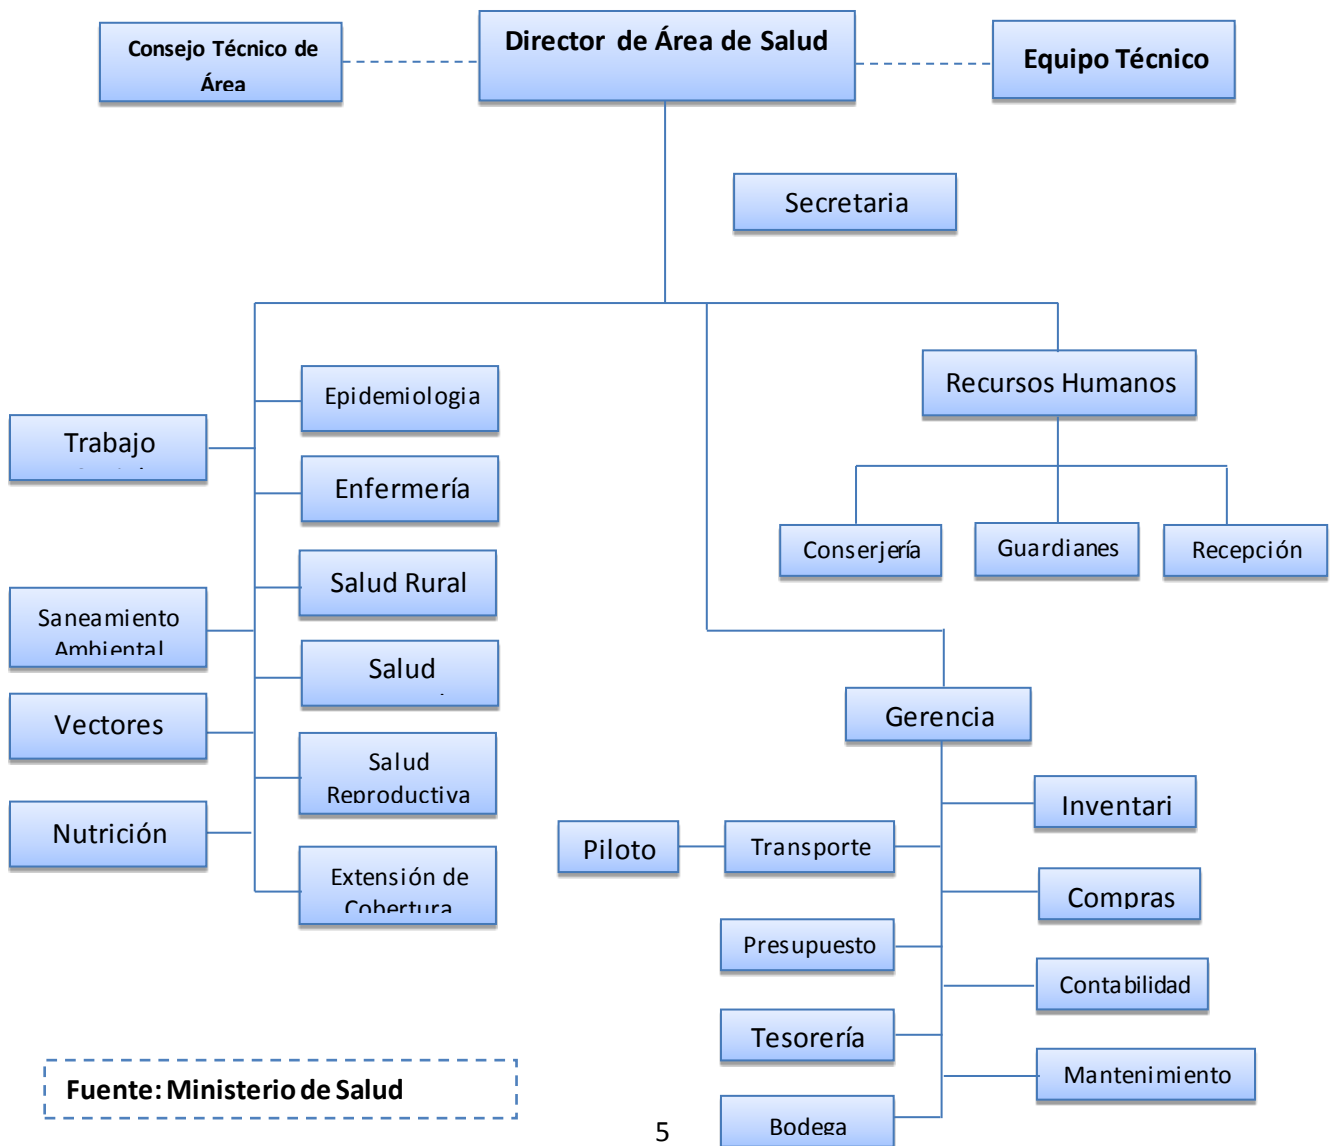 Consejo Técnico de
Área
Director de Área de Salud
Equipo Técnico
Secretaria
Recursos Humanos
Conserjería
Guardianes
Recepción
Trabajo
Saneamiento
Ambiental
Vectores
Nutrición
Epidemiologia
Enfermería
Salud Rural
Salud
Salud
Reproductiva
Extensión de
Cobertura
Gerencia
Piloto
Transporte
Presupuesto
Tesorería
Bodega
Inventari
Compras
Contabilidad
Mantenimiento
Fuente: Ministerio de Salud
5